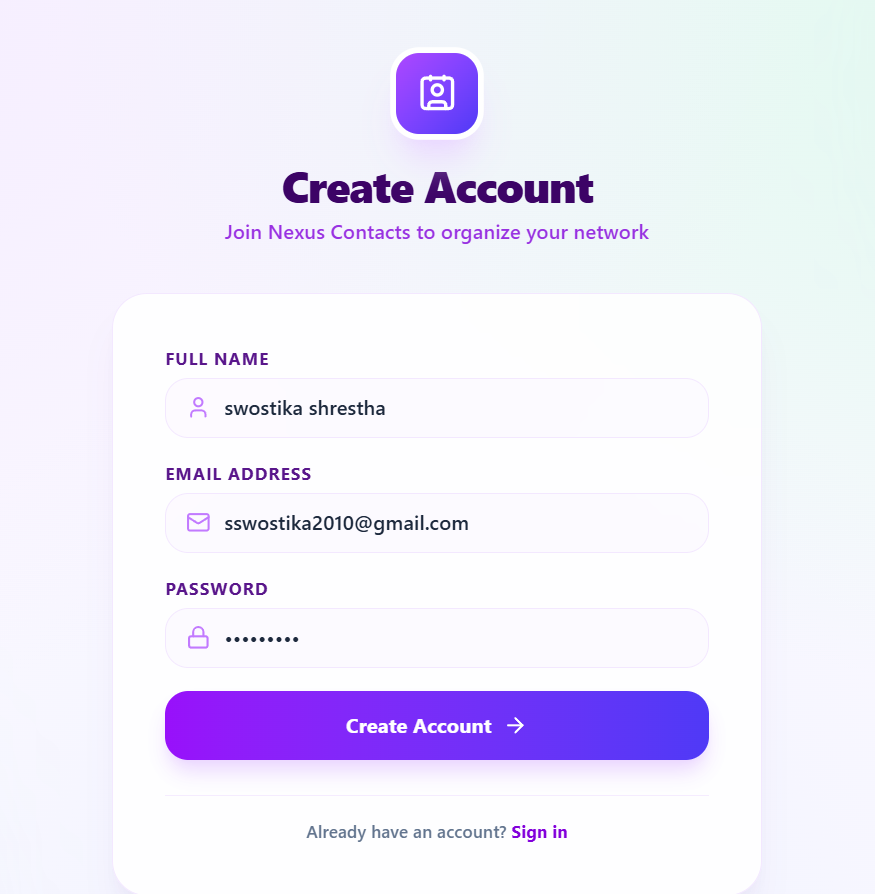 Create Account
Join Nexus Contacts to organize your network
FULL NAME
swostika shrestha
EMAIL ADDRESS
sswostika2010@gmail.com
PASSWORD
•••••••••
Create Account →
Already have an account? Sign in